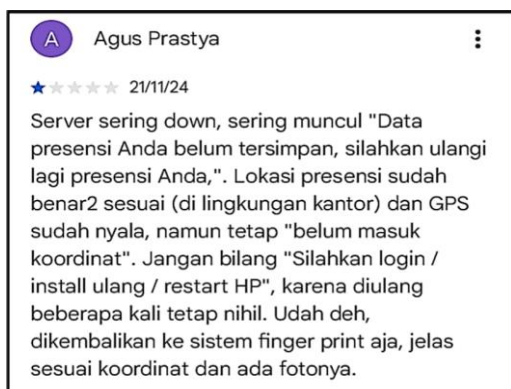 A
Agus Prastya
21/11/24
Server sering down, sering muncul "Data
presensi Anda belum tersimpan, silahkan ulangi
lagi presensi Anda,". Lokasi presensi sudah
benar2 sesuai (di lingkungan kantor) dan GPS
sudah nyala, namun tetap "belum masuk
koordinat". Jangan bilang "Silahkan login /
install ulang / restart HP", karena diulang
beberapa kali tetap nihil. Udah deh,
dikembalikan ke sistem finger print aja, jelas
sesuai koordinat dan ada fotonya.